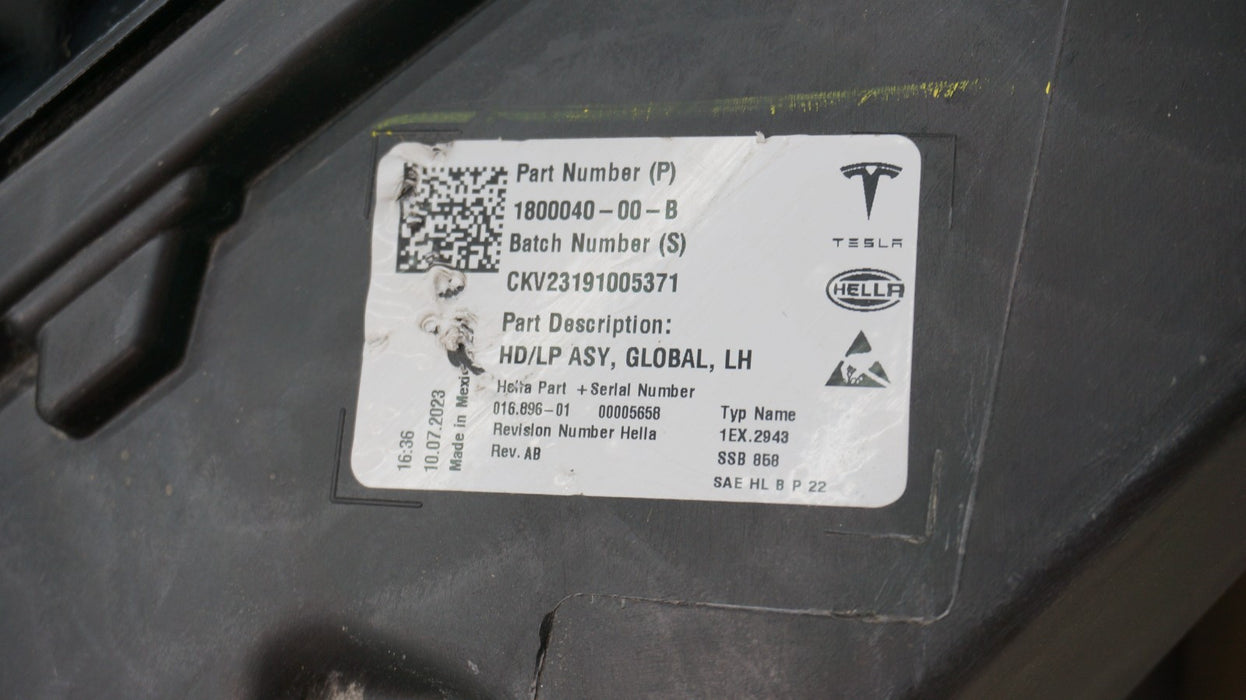 Part Number (P)
1800040-00-B
Batch Number (S)
CKV23191005371
Part Description:
HD/LP ASY, GLOBAL, LH
Hella Part + Serial Number
016.896-01 00005658
Revision Number Hella
Rev. AB
Typ Name
1EX.2943
SSB 858
SAE HL B P 22
16:36
10.07.2023
Made in
TESLA
HELLA